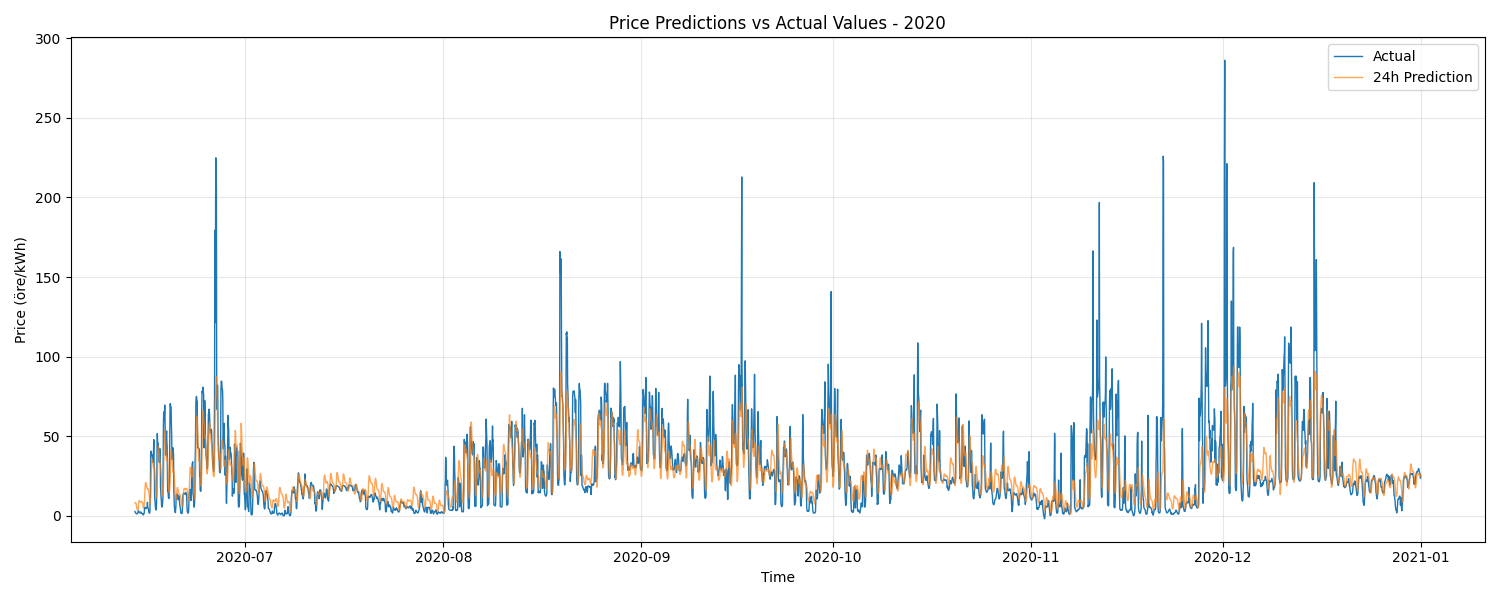 Price Predictions vs Actual Values - 2020
Actual
24h Prediction
Price (öre/kWh)
300
250
200
150
100
50
0
2020-07
2020-08
2020-09
2020-10
2020-11
2020-12
2021-01
Time